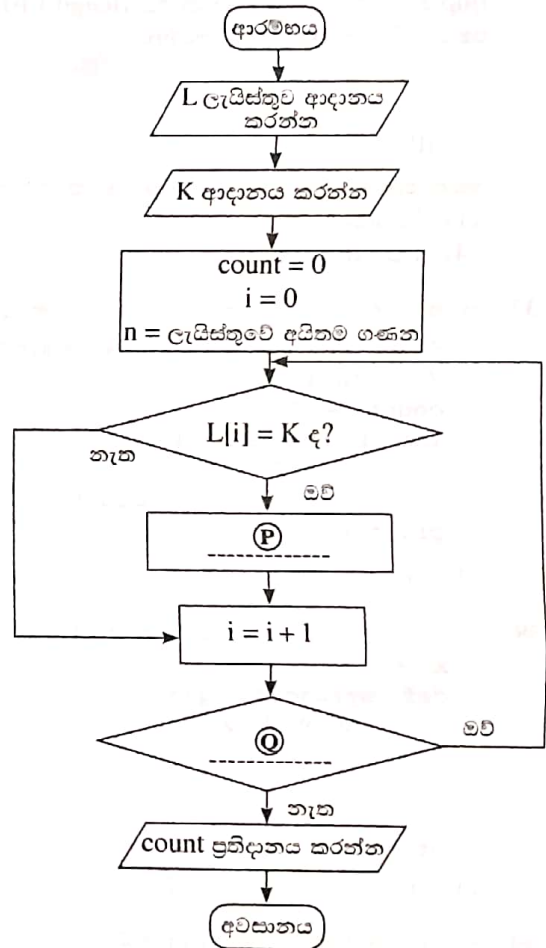 ආරම්භය
L ලැයිස්තුව ආදානය
කරන්න
K ආදානය කරන්න
count = 0
i = 0
n = ලැයිස්තුවේ අයිතම ගණන
L[i] = K ද?
නැත
ඔව්
P
i = i + 1
Q
ඔව්
නැත
count ප්‍රතිදානය කරන්න
අවසානය